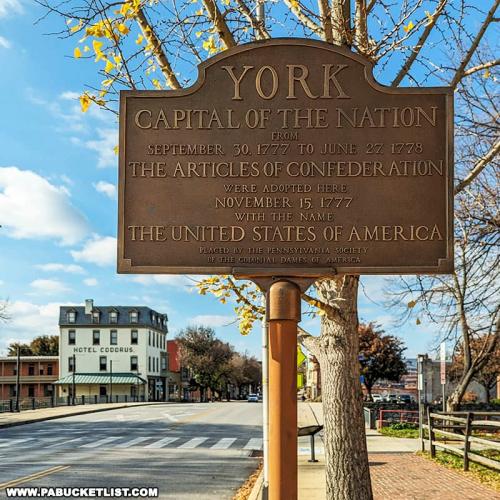 YORK
CAPITAL OF THE NATION
FROM
SEPTEMBER 30, 1777 TO JUNE 27, 1778
THE ARTICLES OF CONFEDERATION
WERE ADOPTED HERE
NOVEMBER 15, 1777
WITH THE NAME
THE UNITED STATES OF AMERICA
PLACED BY THE PENNSYLVANIA SOCIETY
OF THE COLONIAL DAMES OF AMERICA
HOTEL CODORUS
WWW.PABUCKETLIST.COM